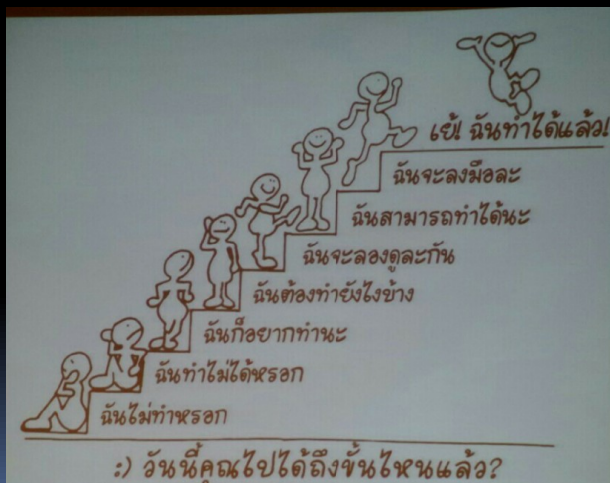 เย้! ฉันทำได้แล้ว!
ฉันจะลงมือละ
ฉันสามารถทำได้นะ
ฉันจะลองดูละกัน
ฉันต้องทำยังไงบ้าง
ฉันก็อยากทำนะ
ฉันทำไม่ได้หรอก
ฉันไม่ทำหรอก
:) วันนี้คุณไปได้ถึงขั้นไหนแล้ว?